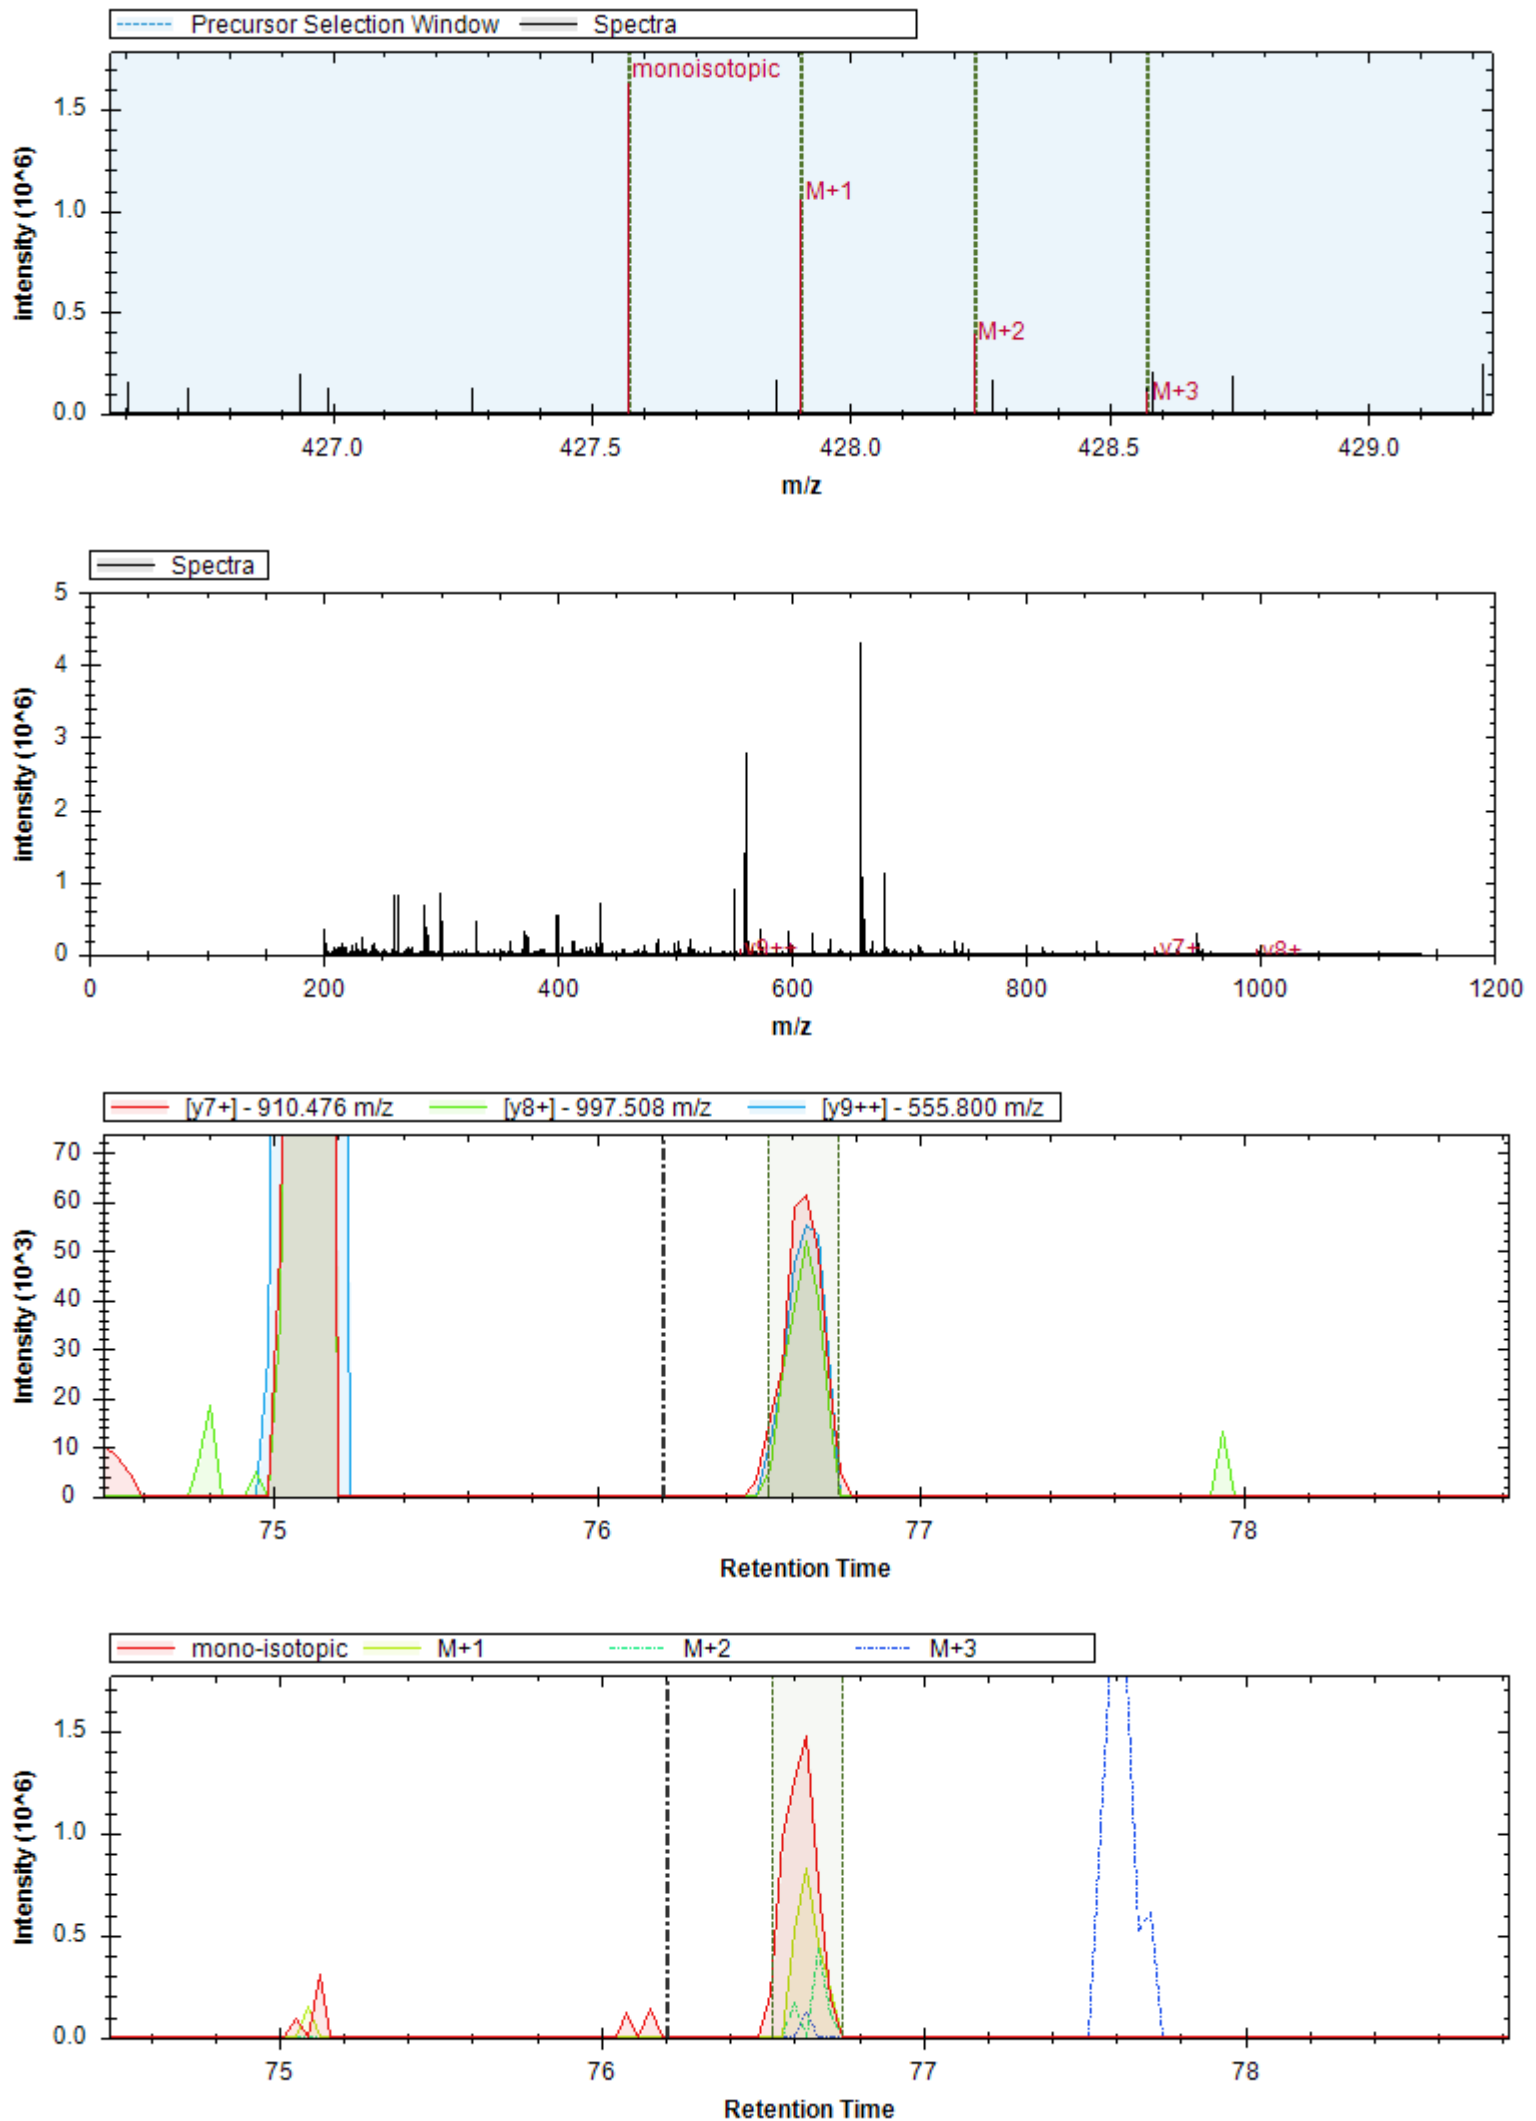 Precursor Selection Window Spectra
monoisotopic
M+1
M+2
M+3
intensity (10^6)
1.5
1.0
0.5
0.0
427.0 427.5 428.0 428.5 429.0
m/z
Spectra
intensity (10^6)
5
4
3
2
1
0
y9++ y7+ y8+
0 200 400 600 800 1000 1200
m/z
[y7+] - 910.476 m/z [y8+] - 997.508 m/z [y9++] - 555.800 m/z
Intensity (10^3)
70
60
50
40
30
20
10
0
75 76 77 78
Retention Time
mono-isotopic M+1 M+2 M+3
Intensity (10^6)
1.5
1.0
0.5
0.0
75 76 77 78
Retention Time